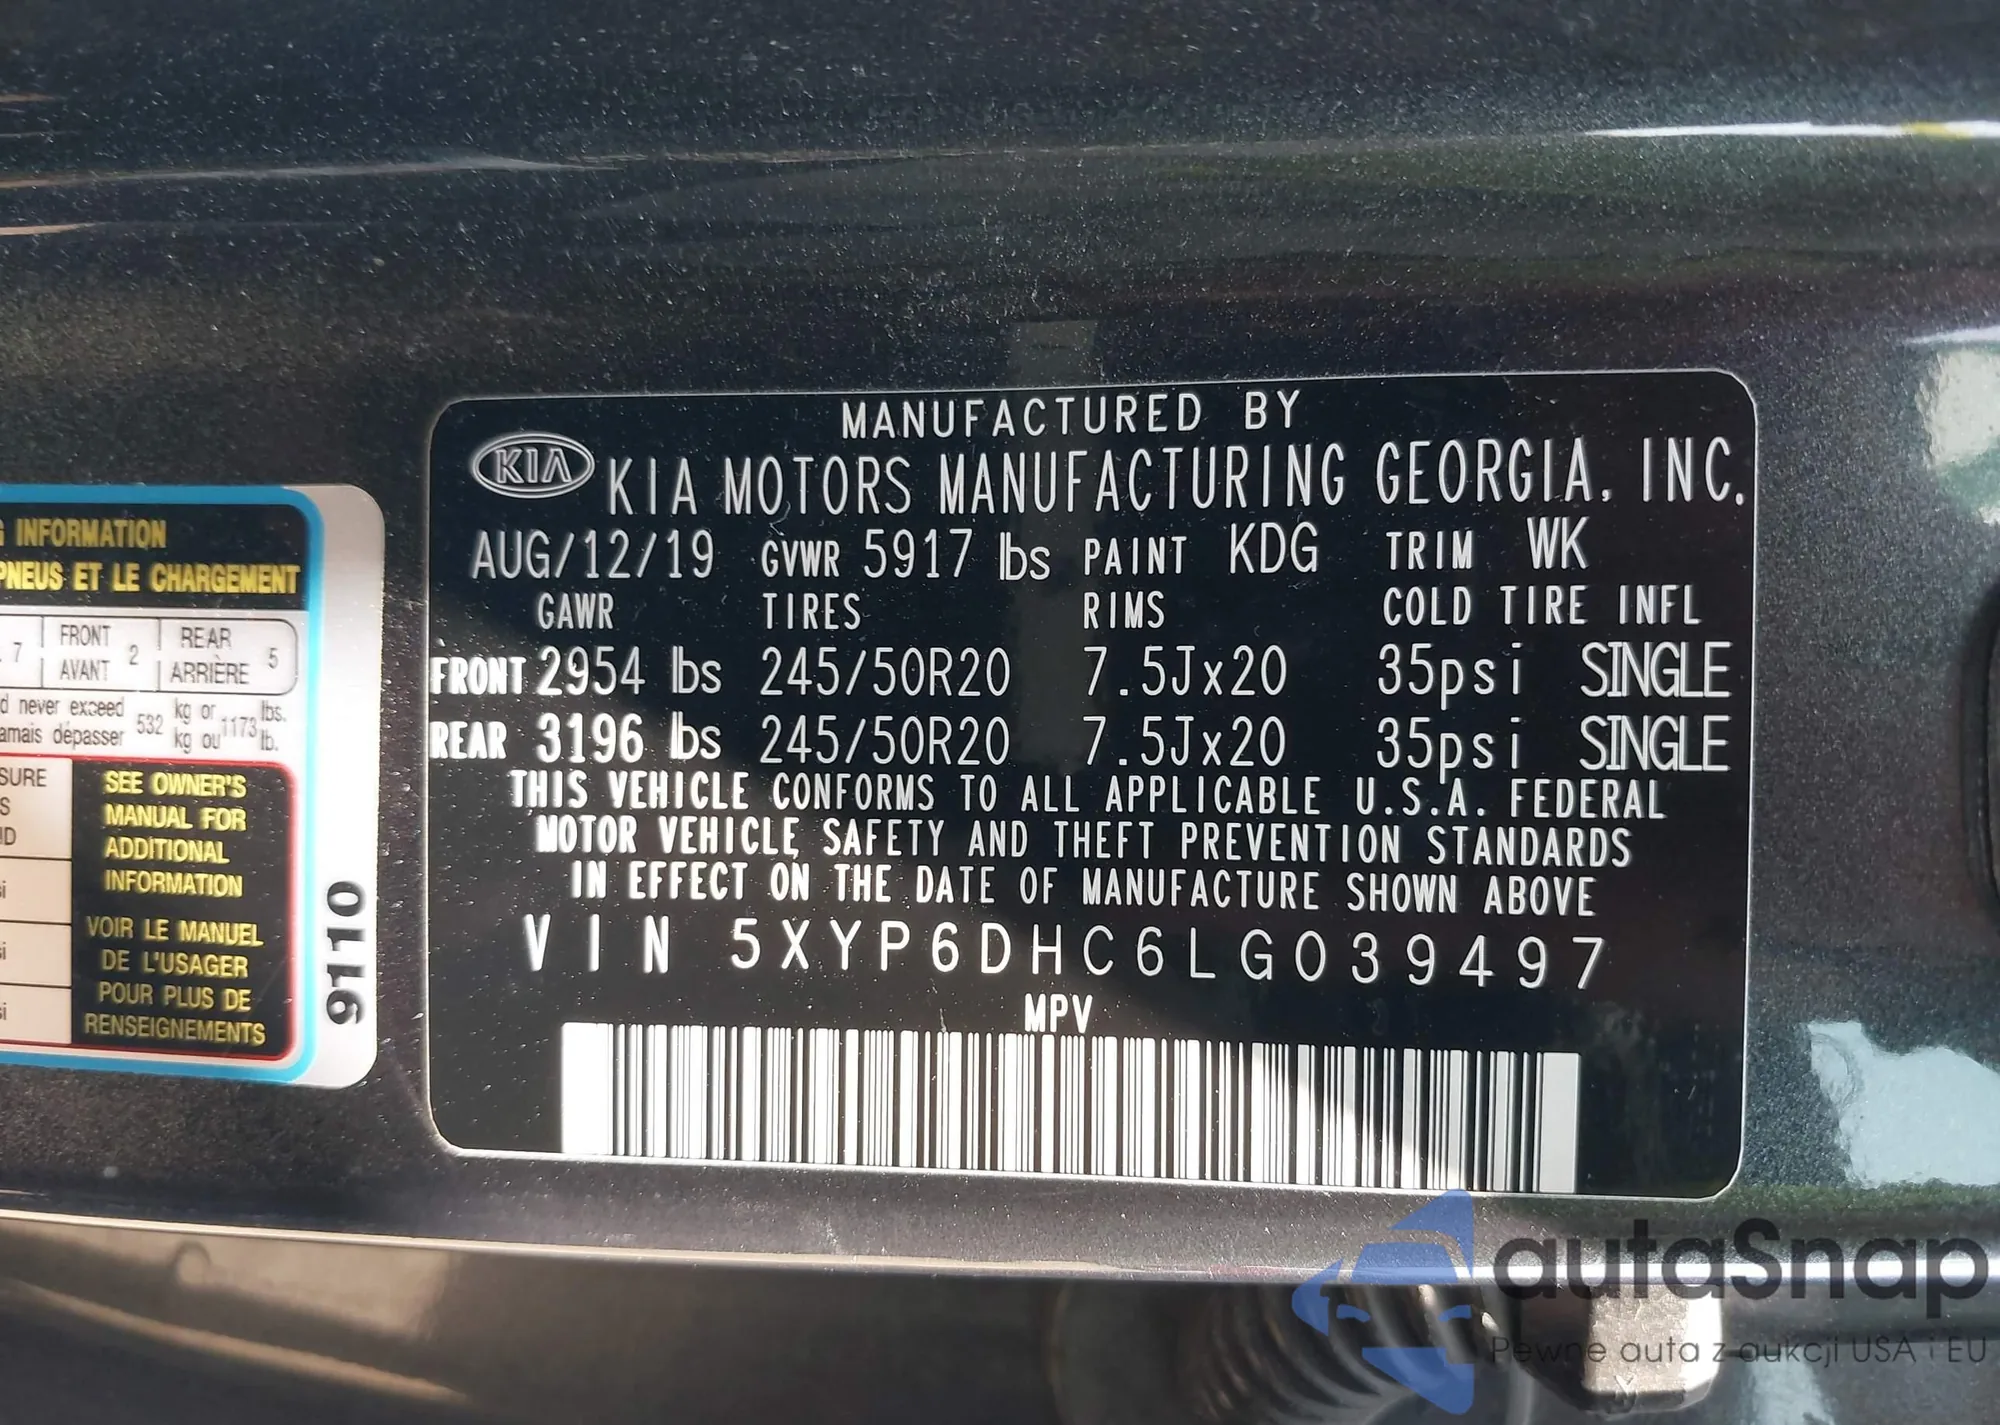 G INFORMATION
PNEUS ET LE CHARGEMENT
7 FRONT 2 REAR 5
AVANT ARRIÈRE
d never exceed 532 kg or 1173 lbs.
amais dépasser kg ou lb.
SURE
S
ID
SEE OWNER'S
MANUAL FOR
ADDITIONAL
INFORMATION
VOIR LE MANUEL
DE L'USAGER
POUR PLUS DE
RENSEIGNEMENTS
9110
MANUFACTURED BY
KIA KIA MOTORS MANUFACTURING GEORGIA, INC.
AUG/12/19 GVWR 5917 lbs PAINT KDG TRIM WK
GAWR TIRES RIMS COLD TIRE INFL
FRONT 2954 lbs 245/50R20 7.5Jx20 35psi SINGLE
REAR 3196 lbs 245/50R20 7.5Jx20 35psi SINGLE
THIS VEHICLE CONFORMS TO ALL APPLICABLE U.S.A. FEDERAL
MOTOR VEHICLE SAFETY AND THEFT PREVENTION STANDARDS
IN EFFECT ON THE DATE OF MANUFACTURE SHOWN ABOVE
VIN 5XYP6DHC6LG039497
MPV
autaSnap
Pewne auta z aukcji USA i EU